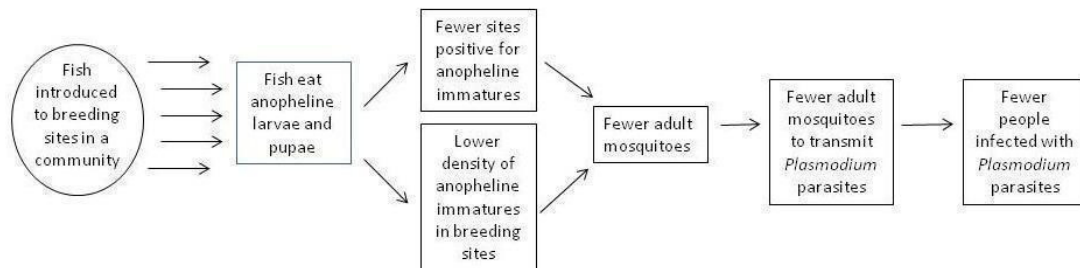 Fish
introduced
to breeding
sites in a
community
Fish eat
anopheline
larvae and
pupae
Fewer sites
positive for
anopheline
immatures
Lower
density of
anopheline
immatures
in breeding
sites
Fewer adult
mosquitoes
Fewer adult
mosquitoes
to transmit
Plasmodium
parasites
Fewer
people
infected with
Plasmodium
parasites